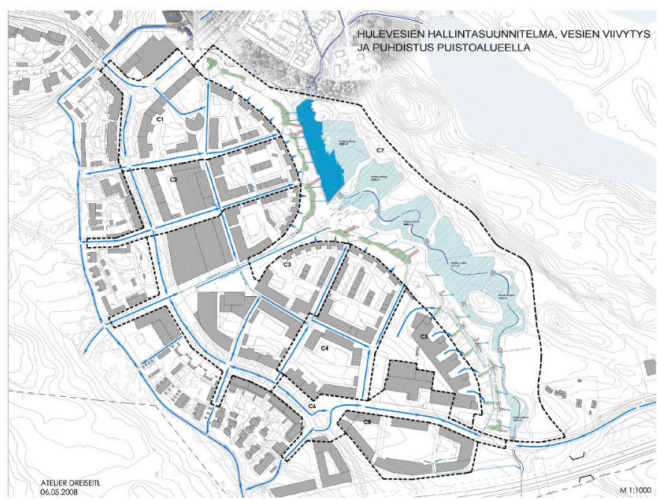 HULEVESIEN HALLINTASUUNNITELMA, VESIEN VIIVYTYS
JA PUHDISTUS PUISTOALUEELLA
C1
C7
C2
C3
C5
C4
C6
C8
ATELIER DREISEITL
06.05.2008
M 1:1000